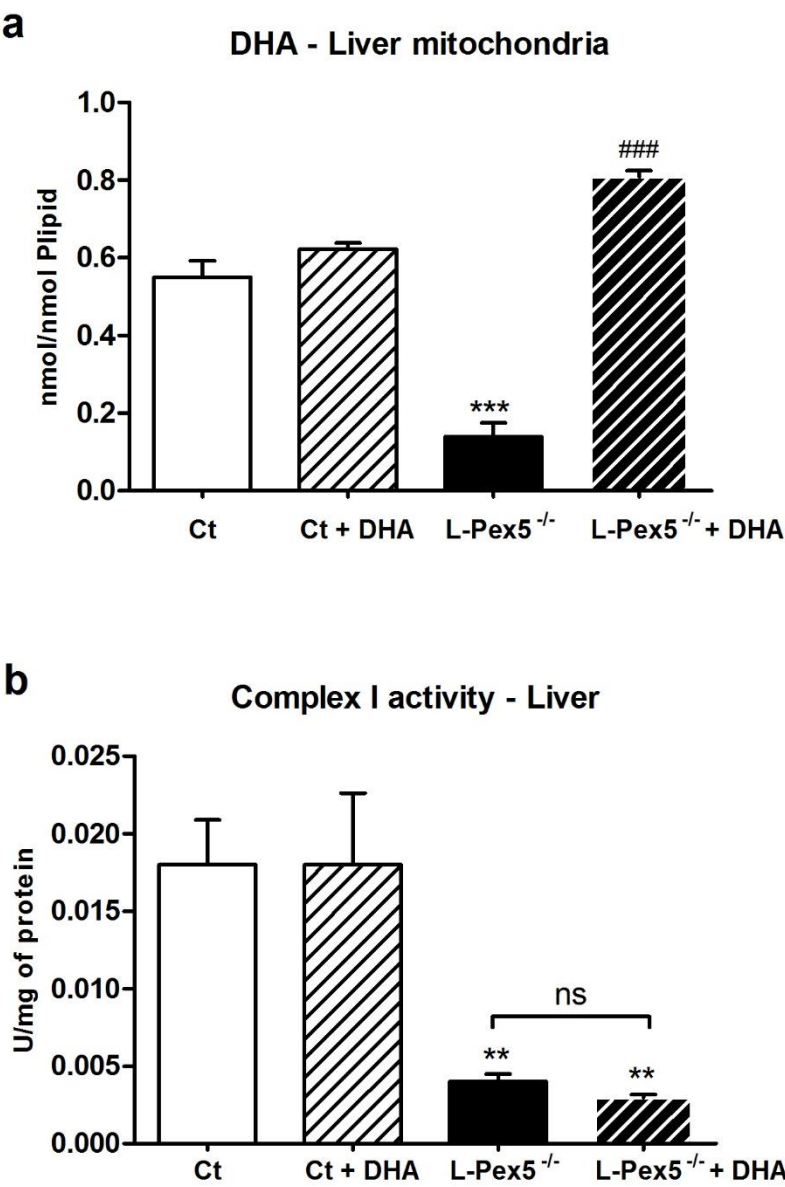 a
DHA - Liver mitochondria
nmol/nmol Plipid
1.0
0.8
0.6
0.4
0.2
0.0
***
###
Ct
Ct + DHA
L-Pex5 -/-
L-Pex5 -/- + DHA
b
Complex I activity - Liver
U/mg of protein
0.025
0.020
0.015
0.010
0.005
0.000
ns
**
**
Ct
Ct + DHA
L-Pex5 -/-
L-Pex5 -/- + DHA